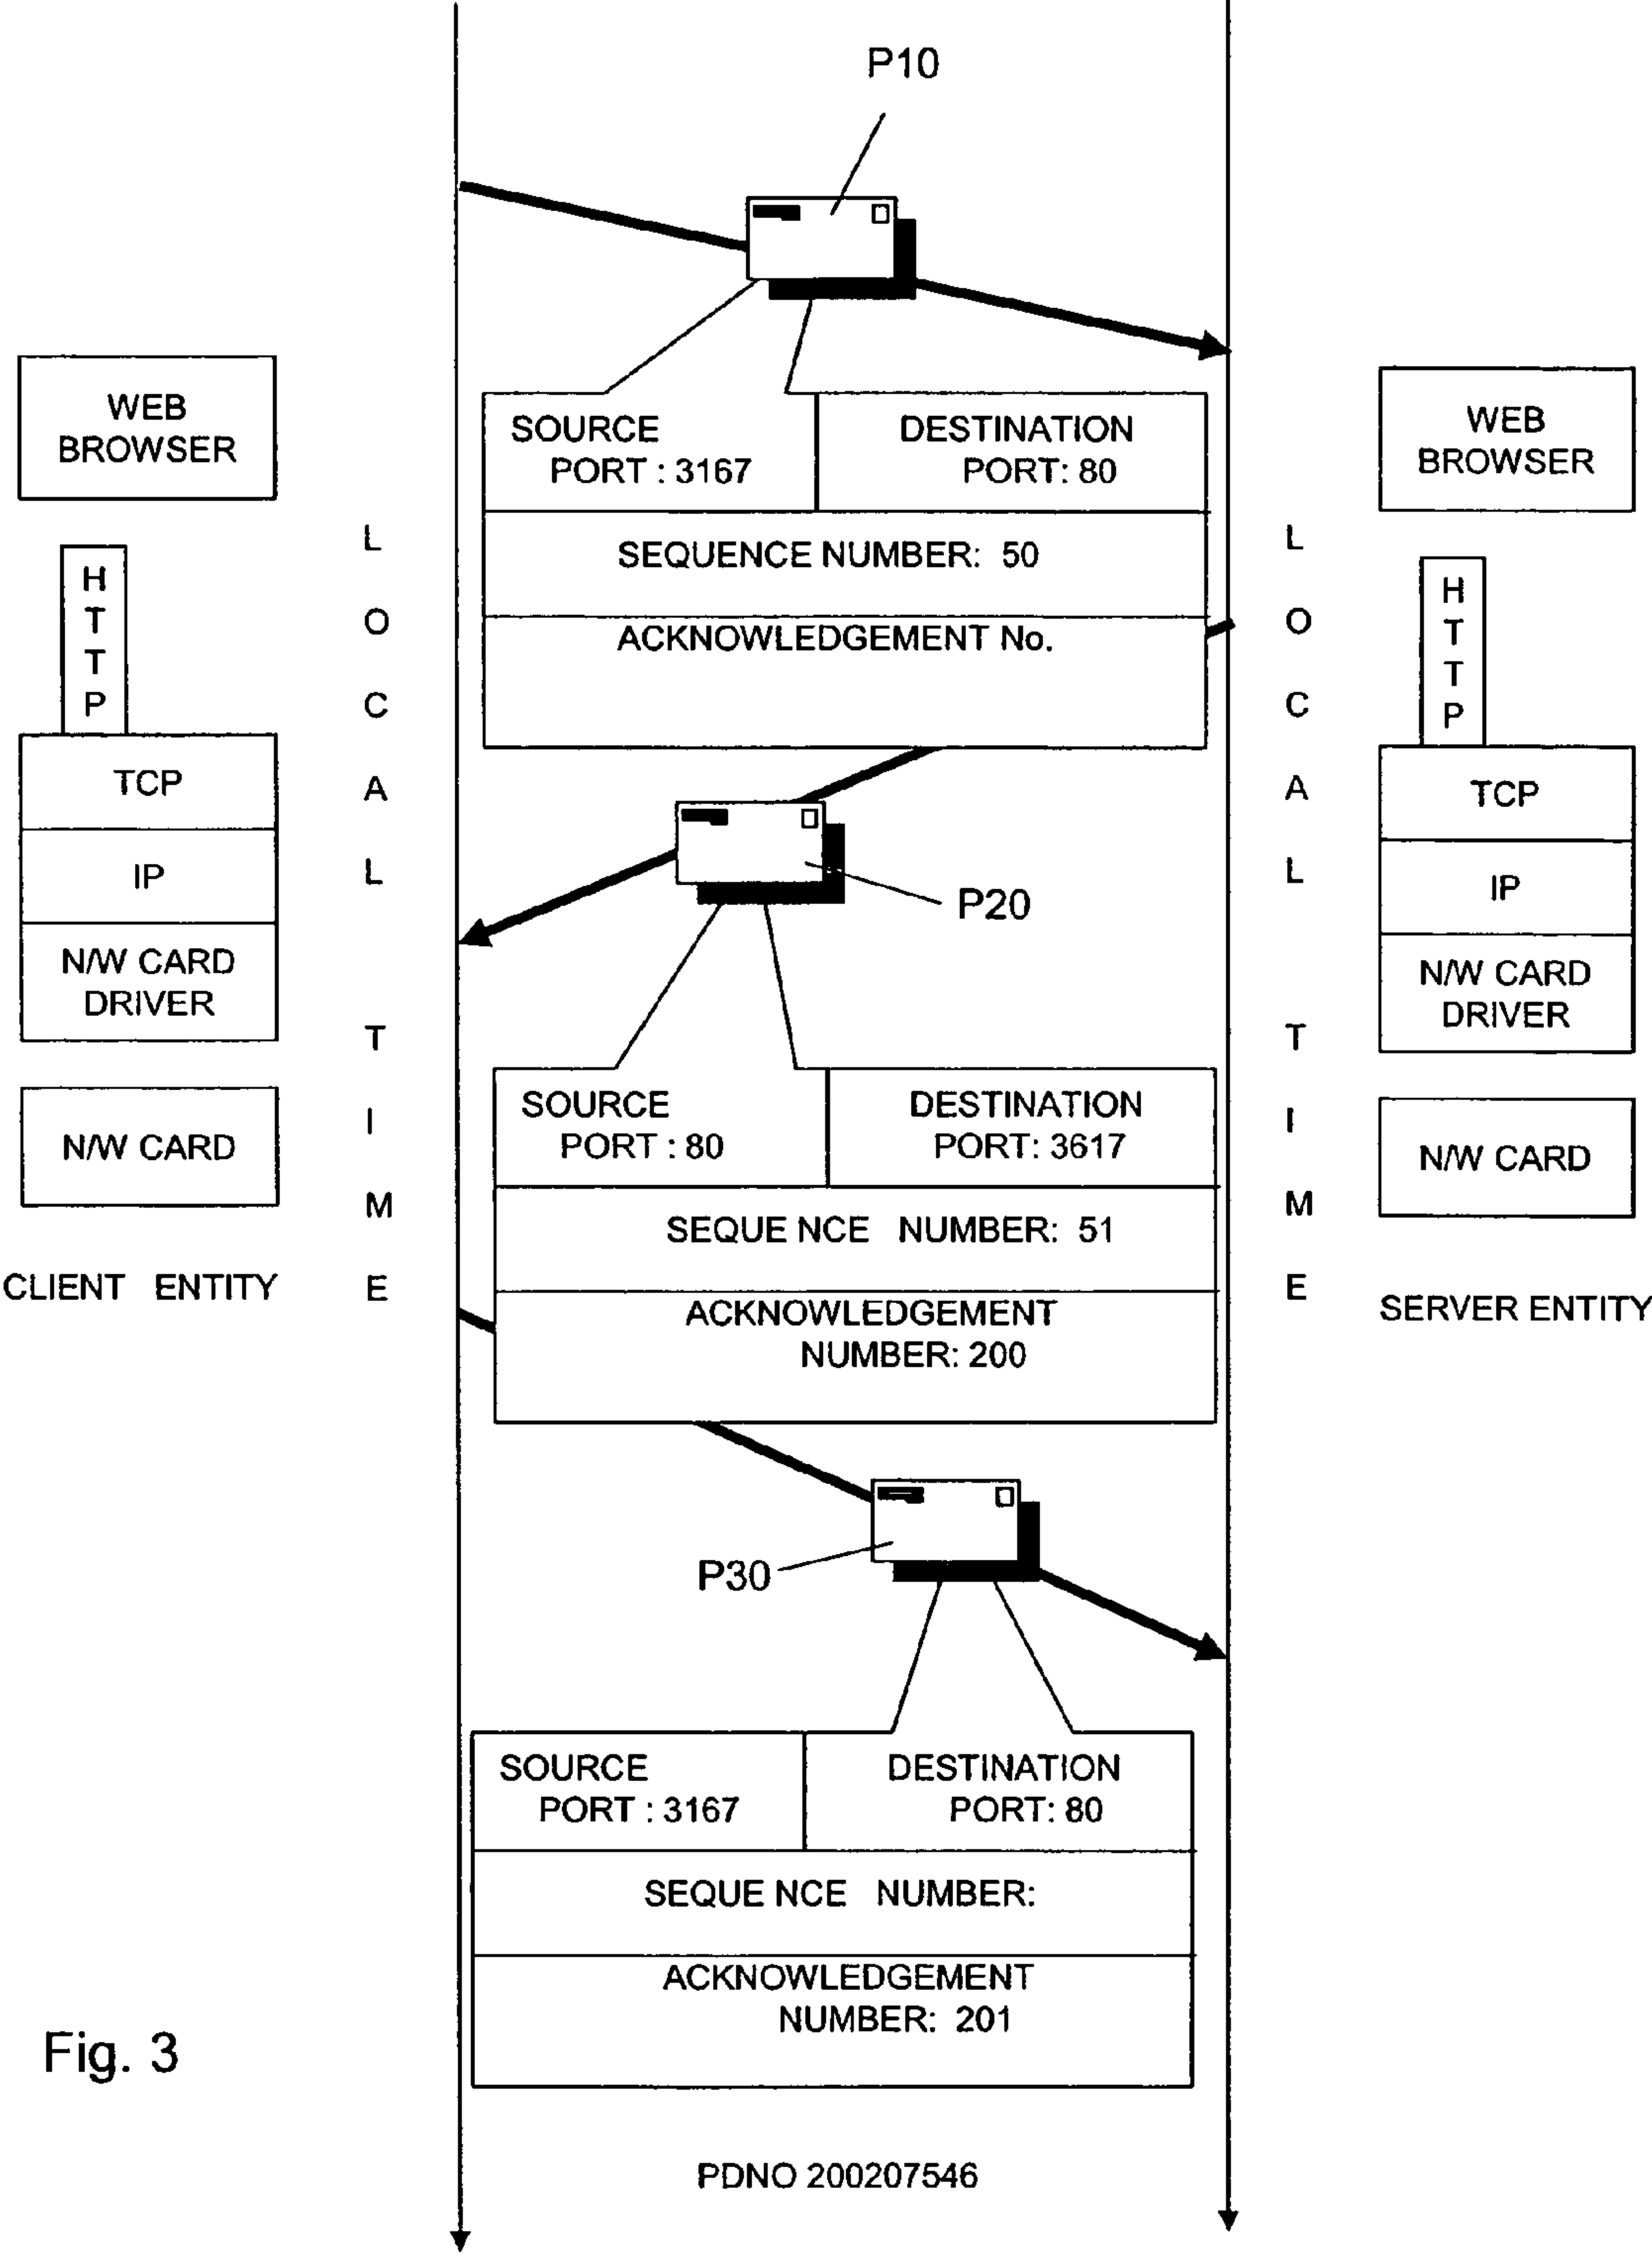 P10
WEB
BROWSER
H
T
T
P
TCP
IP
N/W CARD
DRIVER
N/W CARD
CLIENT ENTITY
L
O
C
A
L
T
I
M
E
SOURCE
PORT : 3167
DESTINATION
PORT: 80
SEQUENCE NUMBER: 50
ACKNOWLEDGEMENT No.
P20
SOURCE
PORT : 80
DESTINATION
PORT: 3617
SEQUE NCE NUMBER: 51
ACKNOWLEDGEMENT
NUMBER: 200
P30
SOURCE
PORT : 3167
DESTINATION
PORT: 80
SEQUE NCE NUMBER:
ACKNOWLEDGEMENT
NUMBER: 201
L
O
C
A
L
T
I
M
E
WEB
BROWSER
H
T
T
P
TCP
IP
N/W CARD
DRIVER
N/W CARD
SERVER ENTITY
Fig. 3
PDNO 200207546